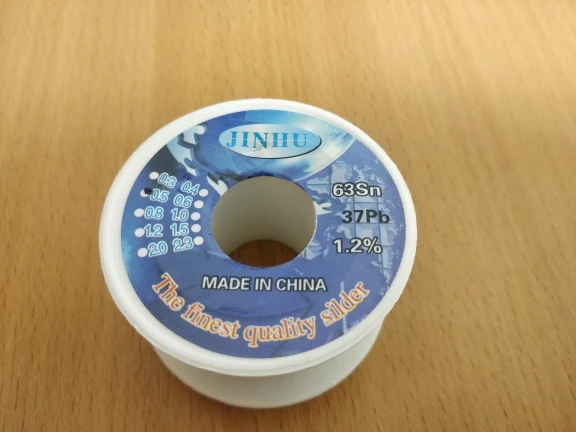 JINHU
0.3 0.4
0.5 0.6
0.8 1.0
1.2 1.5
2.0 2.3
63Sn
37Pb
1.2%
MADE IN CHINA
The finest quality silder